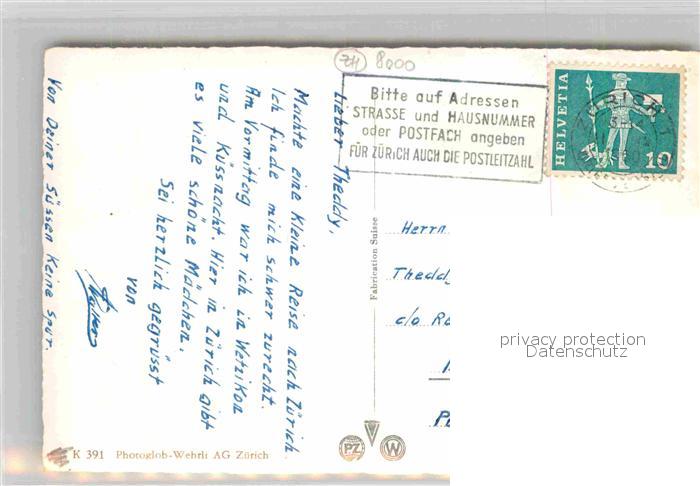 ZH 8000
Bitte auf Adressen
STRASSE und HAUSNUMMER
oder POSTFACH angeben
FÜR ZÜRICH AUCH DIE POSTLEITZAHL
HELVETIA
10
Lieber Theddy,
Machte eine kleine Reise nach Zürich.
Ich finde mich schwer zurecht.
Am Vormittag war ich in Wetzikon
und Küssnacht. Hier in Zürich gibt
es viele schöne Mädchen.
Sei herzlich gegrüsst
von
Von Deiner Süssen keine Spur.
Fabrication Suisse
Herrn
Theddy
c/o
privacy protection
Datenschutz
PZ
W
K 391 Photoglob-Wehrli AG Zürich